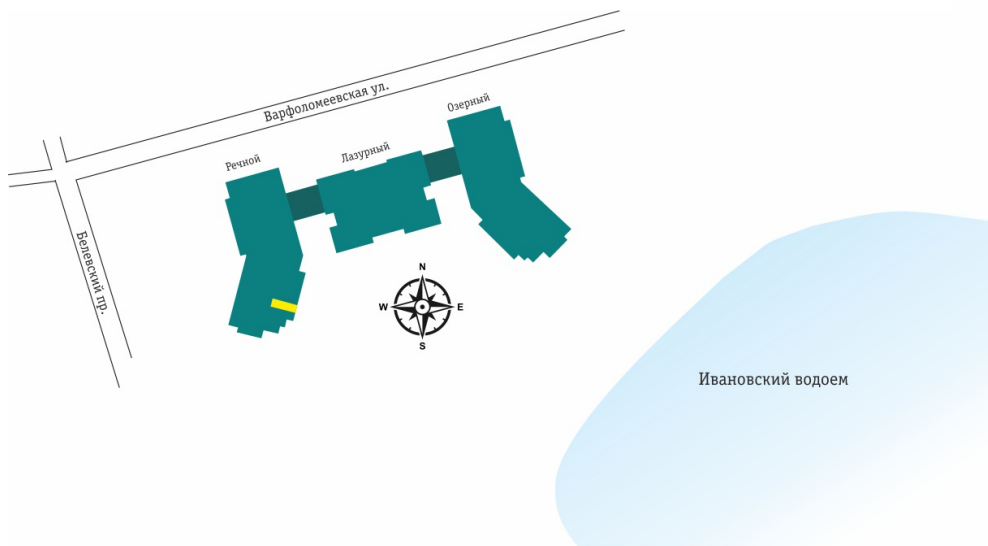 Варфоломеевская ул.
Озерный
Лазурный
Речной
Белевский пр.
N
W
E
S
Ивановский водоем